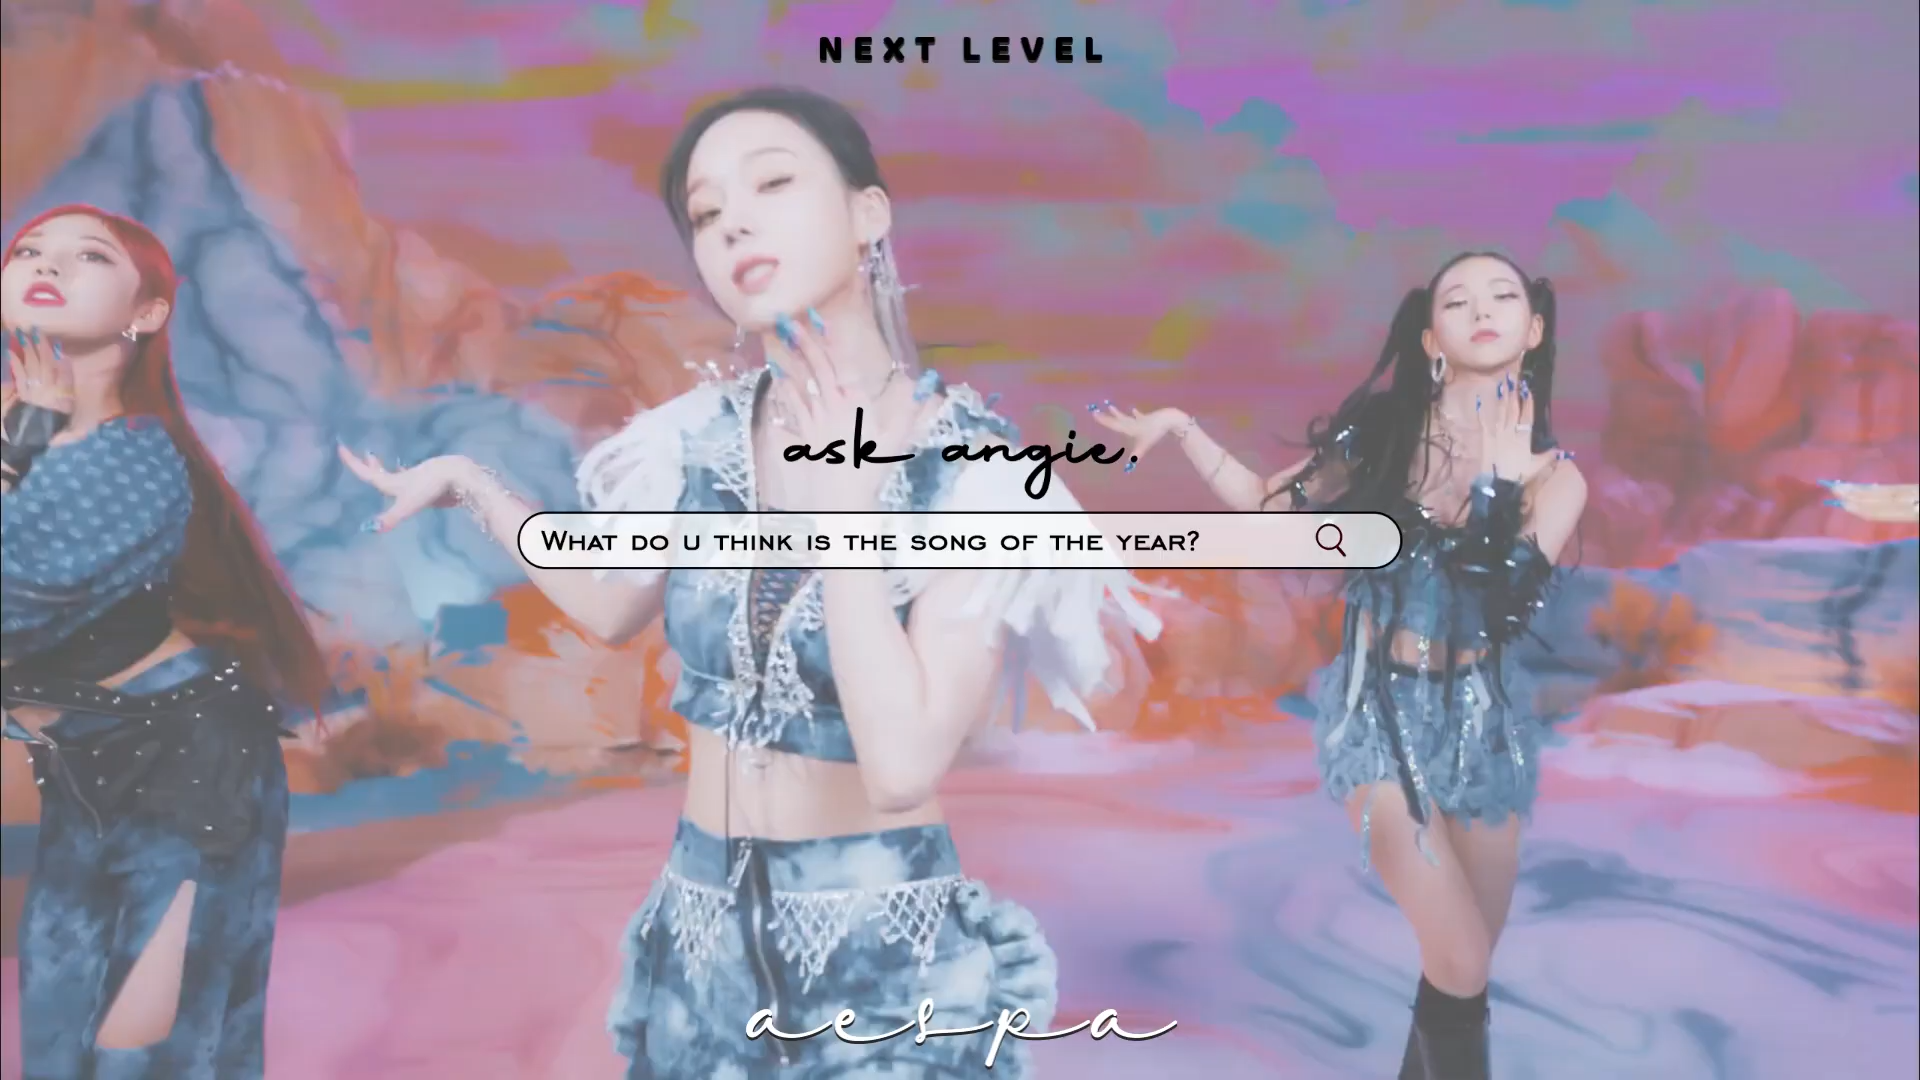 NEXT LEVEL
ask angie.
What do u think is the song of the year?
aespa